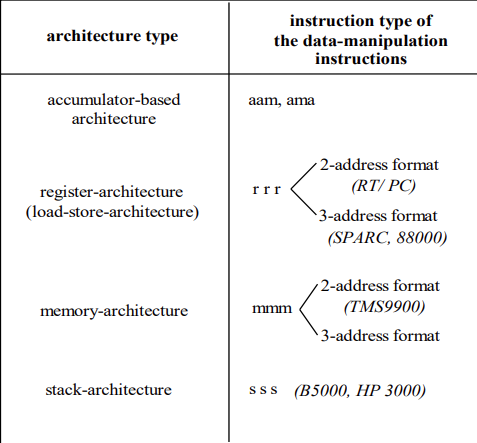 architecture type
instruction type of
the data-manipulation
instructions
accumulator-based
architecture
aam, ama
register-architecture
(load-store-architecture)
r r r
2-address format
(RT/ PC)
3-address format
(SPARC, 88000)
memory-architecture
mmm
2-address format
(TMS9900)
3-address format
stack-architecture
s s s (B5000, HP 3000)